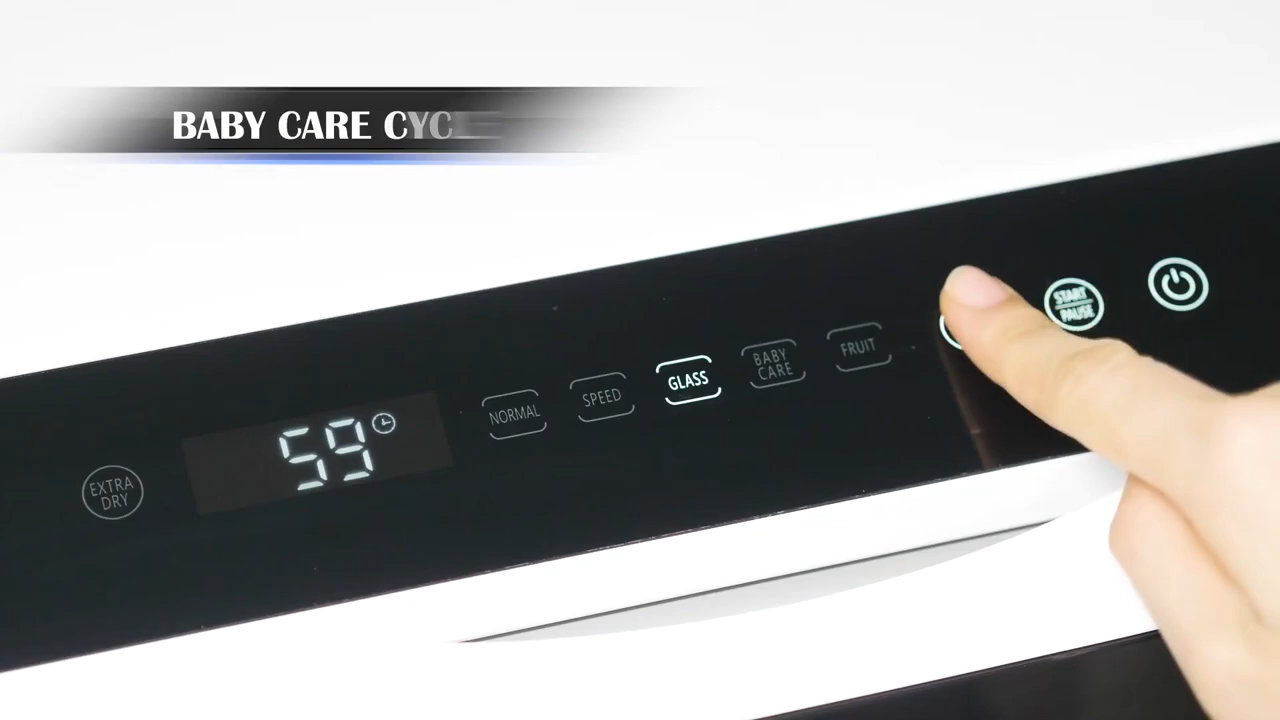 BABY CARE CYC
EXTRA
DRY
59
NORMAL
SPEED
GLASS
BABY
CARE
FRUIT
START
PAUSE